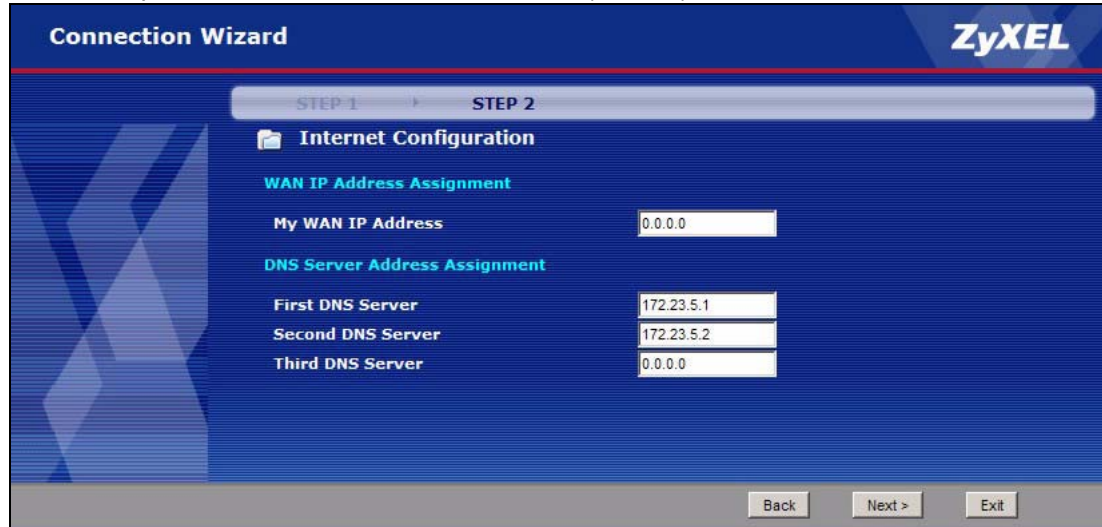 Connection Wizard
ZyXEL
STEP 1 STEP 2
Internet Configuration
WAN IP Address Assignment
My WAN IP Address 0.0.0.0
DNS Server Address Assignment
First DNS Server 172.23.5.1
Second DNS Server 172.23.5.2
Third DNS Server 0.0.0.0
Back Next > Exit